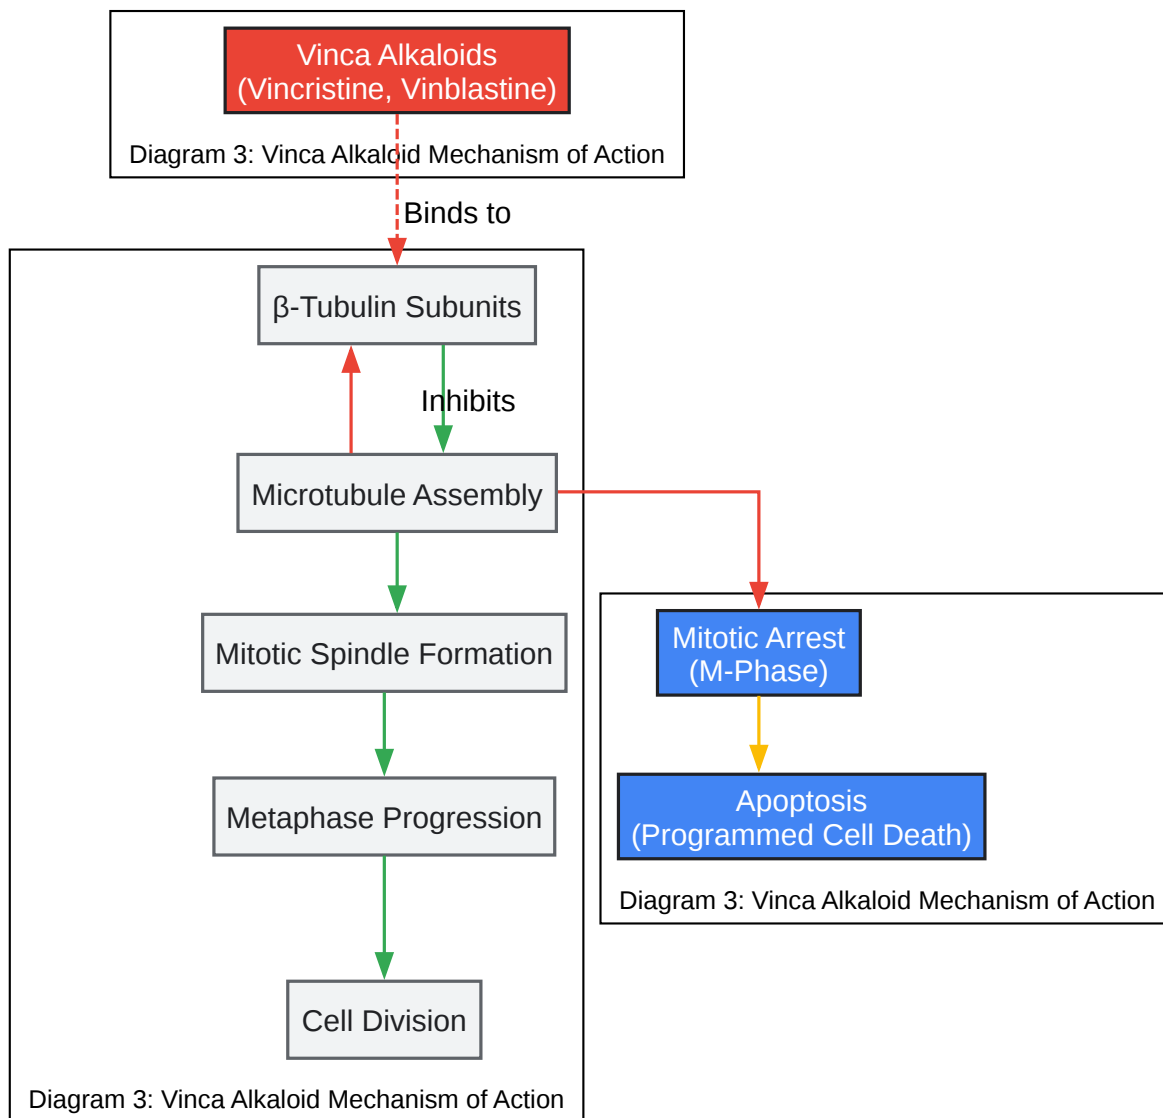 Vinca Alkaloids
(Vincristine, Vinblastine)
Diagram 3: Vinca Alkaloid Mechanism of Action
Binds to
β-Tubulin Subunits
Inhibits
Microtubule Assembly
Mitotic Spindle Formation
Metaphase Progression
Cell Division
Diagram 3: Vinca Alkaloid Mechanism of Action
Mitotic Arrest
(M-Phase)
Apoptosis
(Programmed Cell Death)
Diagram 3: Vinca Alkaloid Mechanism of Action